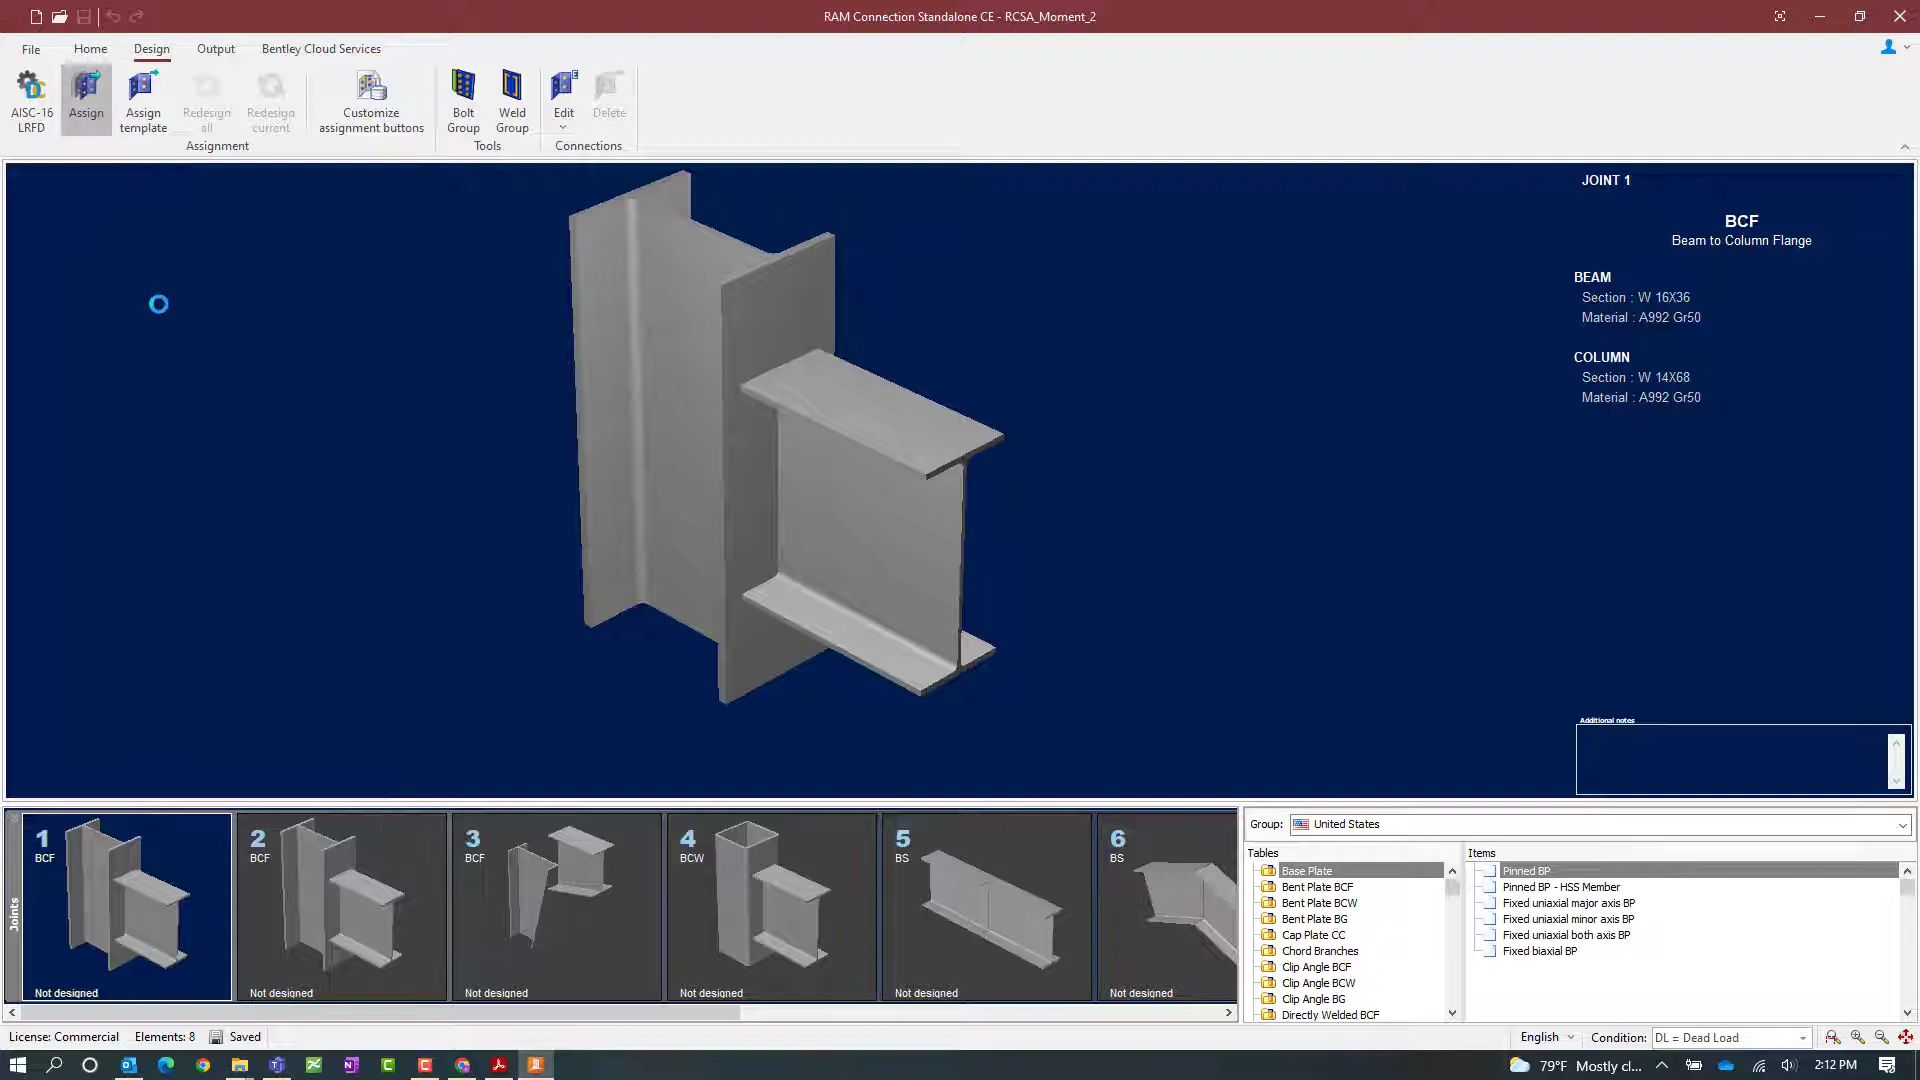 RAM Connection Standalone CE - RCSA_Moment_2
File
Home
Design
Output
Bentley Cloud Services
AISC-16
LRFD
Assign
Assign
template
Redesign
all
Redesign
current
Customize
assignment buttons
Bolt
Group
Weld
Group
Edit
Delete
Assignment
Tools
Connections
JOINT 1
BCF
Beam to Column Flange
BEAM
Section : W 16X36
Material : A992 Gr50
COLUMN
Section : W 14X68
Material : A992 Gr50
Additional notes
Joints
1
BCF
Not designed
2
BCF
Not designed
3
BCF
Not designed
4
BCW
Not designed
5
BS
Not designed
6
BS
Not designed
Group: United States
Tables
Base Plate
Bent Plate BCF
Bent Plate BCW
Bent Plate BG
Cap Plate CC
Chord Branches
Clip Angle BCF
Clip Angle BCW
Clip Angle BG
Directly Welded BCF
Items
Pinned BP
Pinned BP - HSS Member
Fixed uniaxial major axis BP
Fixed uniaxial minor axis BP
Fixed uniaxial both axis BP
Fixed biaxial BP
License: Commercial Elements: 8 Saved
English Condition: DL = Dead Load
79°F Mostly cl... 2:12 PM